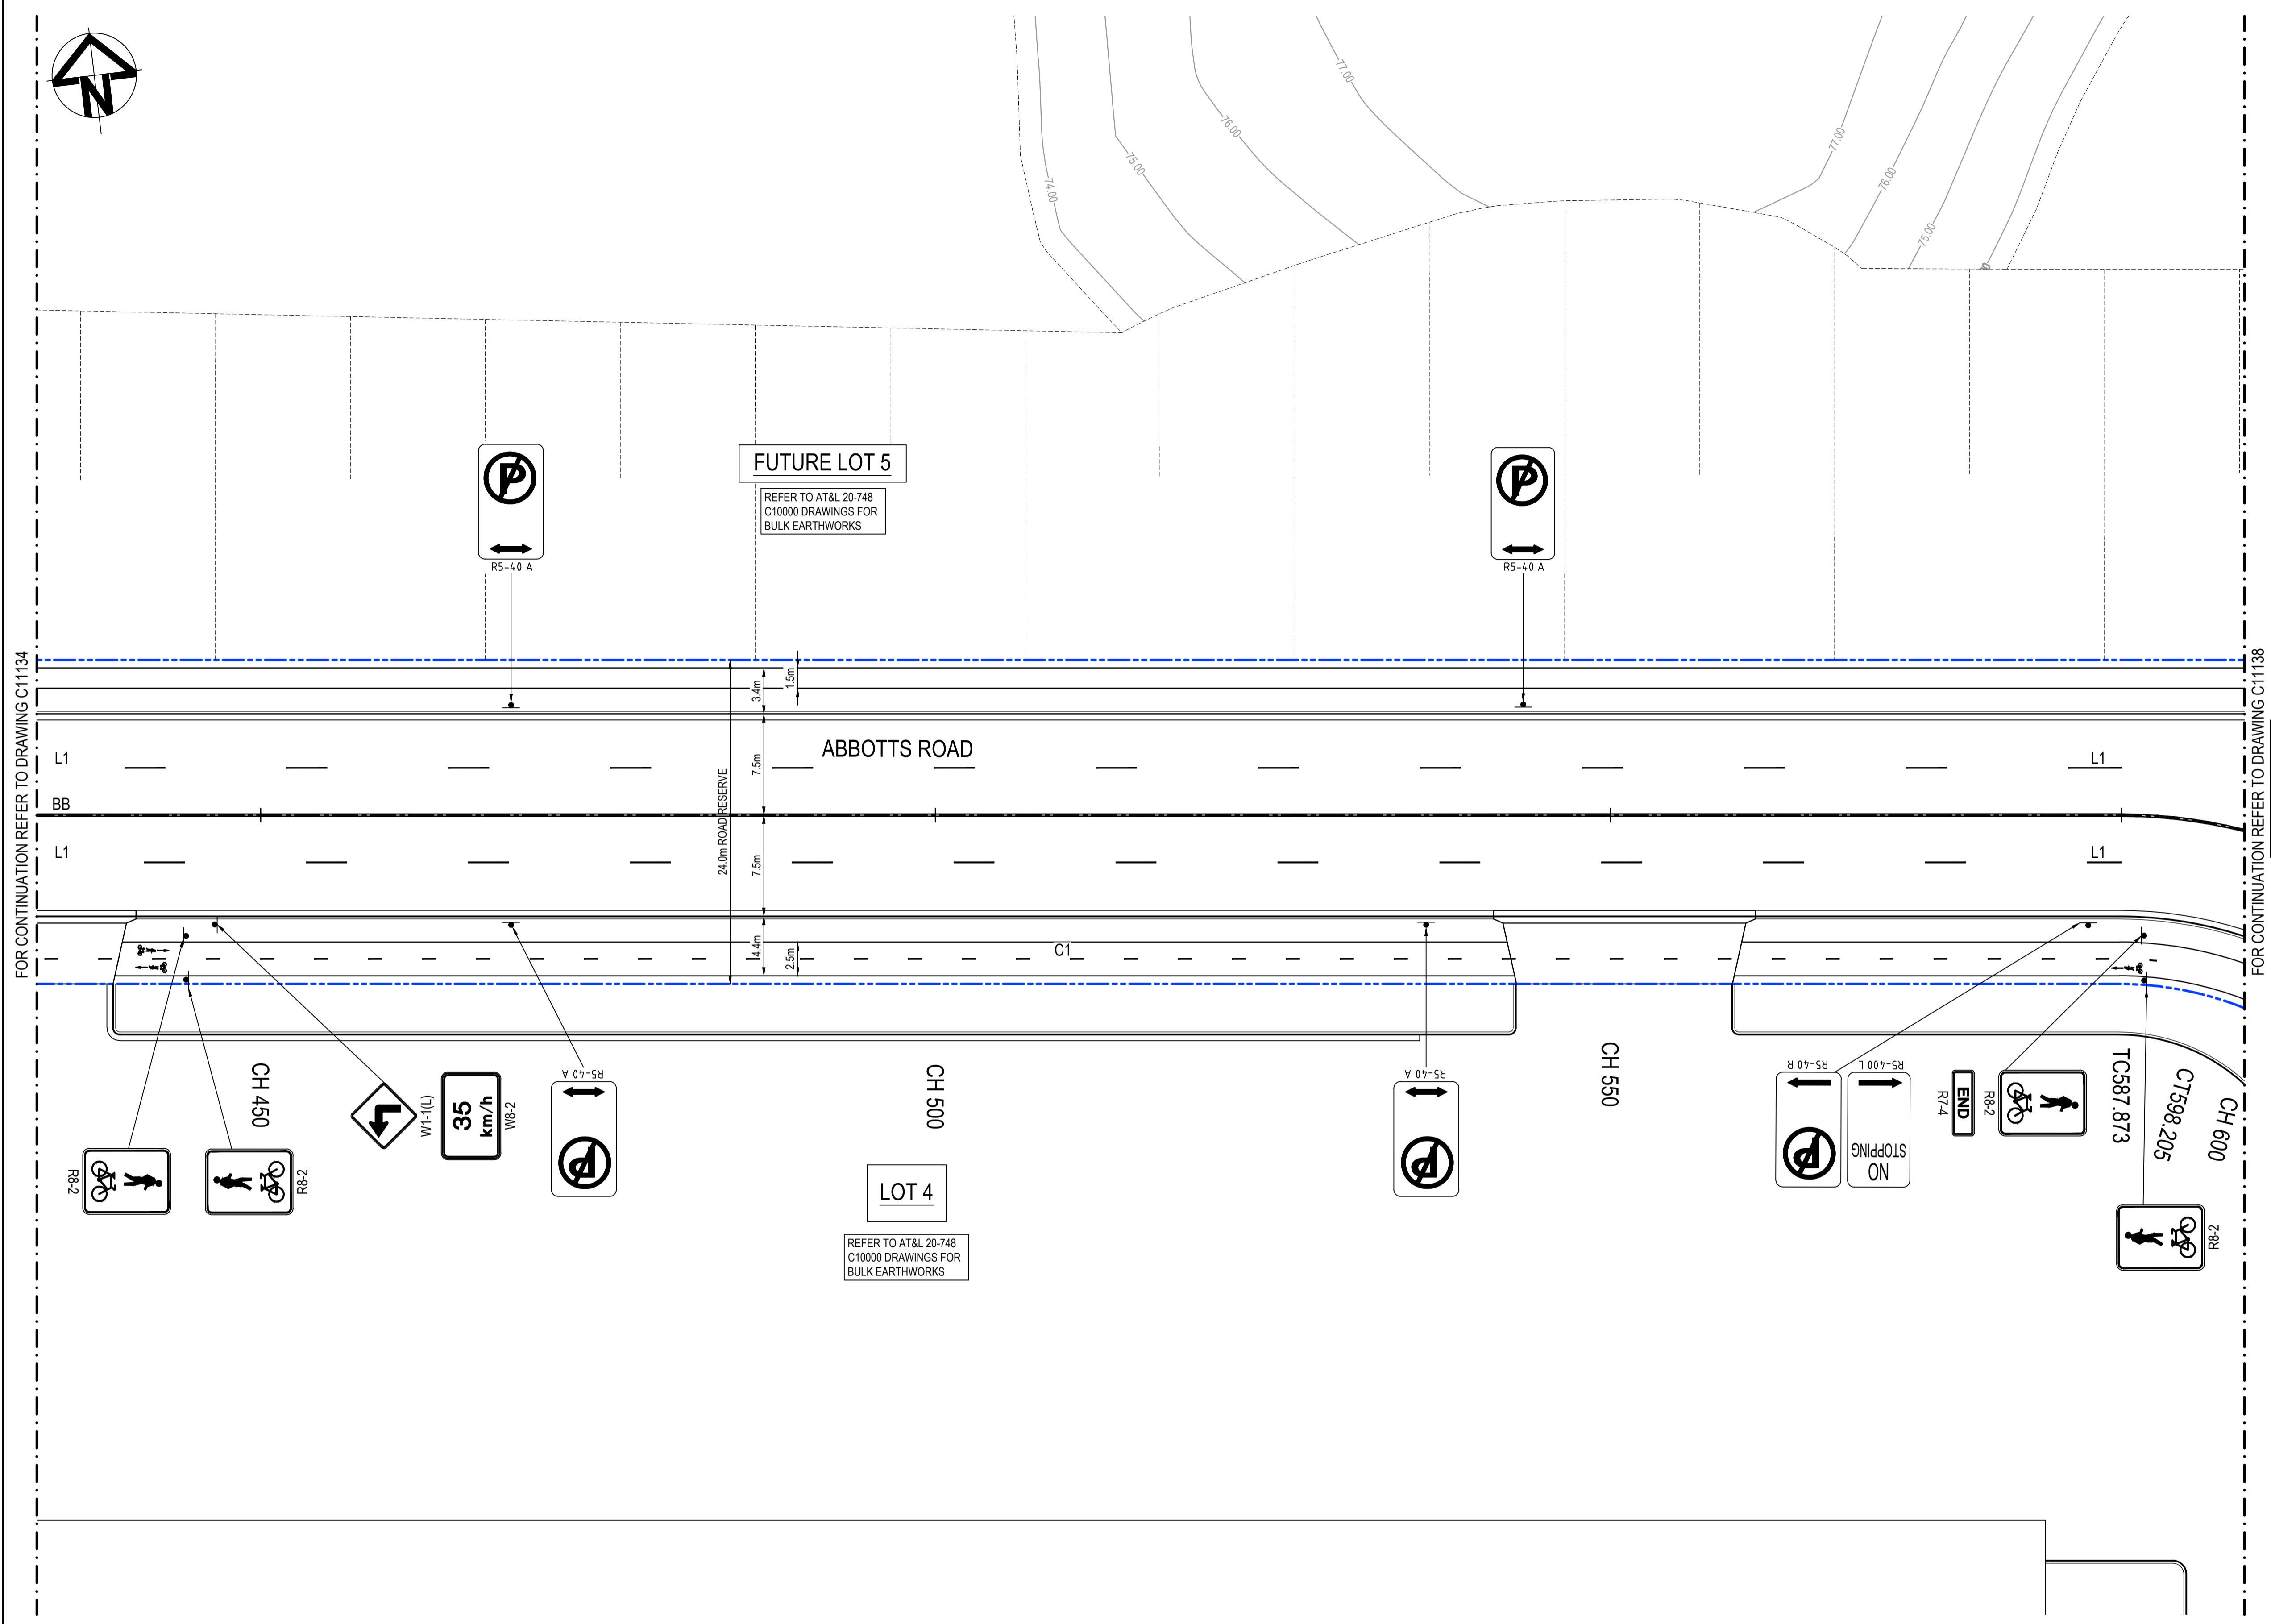 N
77.00
76.00
75.00
74.00
77.00
76.00
75.00
P
R5-40 A
FUTURE LOT 5
REFER TO AT&L 20-748
C10000 DRAWINGS FOR
BULK EARTHWORKS
P
R5-40 A
FOR CONTINUATION REFER TO DRAWING C11134
FOR CONTINUATION REFER TO DRAWING C11138
3.4m
1.5m
L1
ABBOTTS ROAD
7.5m
L1
BB
24.0m ROAD RESERVE
L1
7.5m
L1
4.4m
2.5m
C1
CH 450
CH 500
CH 550
TC587.873
CT598.205
CH 600
R8-2
R8-2
W1-1(L)
35
km/h
W8-2
R5-40 A
P
R5-40 A
P
R5-40 R
P
R5-400 L
NO
STOPPING
END
R7-4
R8-2
R8-2
LOT 4
REFER TO AT&L 20-748
C10000 DRAWINGS FOR
BULK EARTHWORKS